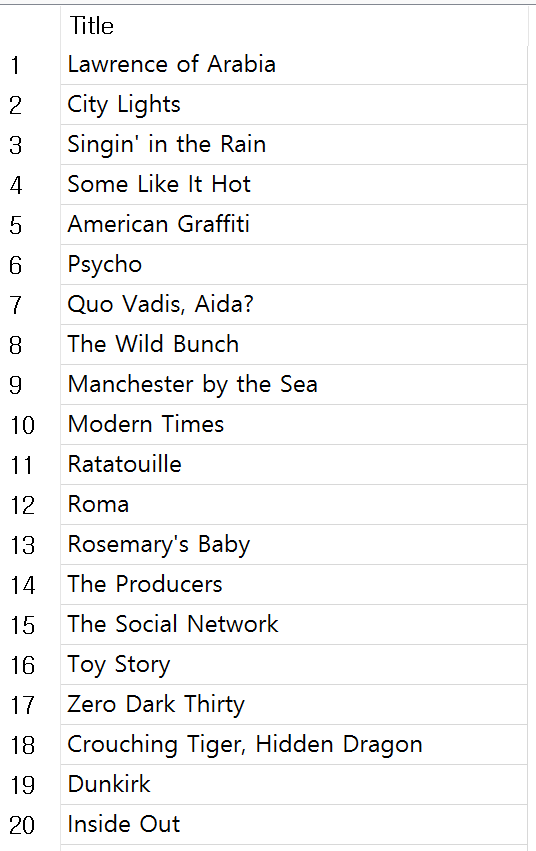 Title
1 Lawrence of Arabia
2 City Lights
3 Singin' in the Rain
4 Some Like It Hot
5 American Graffiti
6 Psycho
7 Quo Vadis, Aida?
8 The Wild Bunch
9 Manchester by the Sea
10 Modern Times
11 Ratatouille
12 Roma
13 Rosemary's Baby
14 The Producers
15 The Social Network
16 Toy Story
17 Zero Dark Thirty
18 Crouching Tiger, Hidden Dragon
19 Dunkirk
20 Inside Out